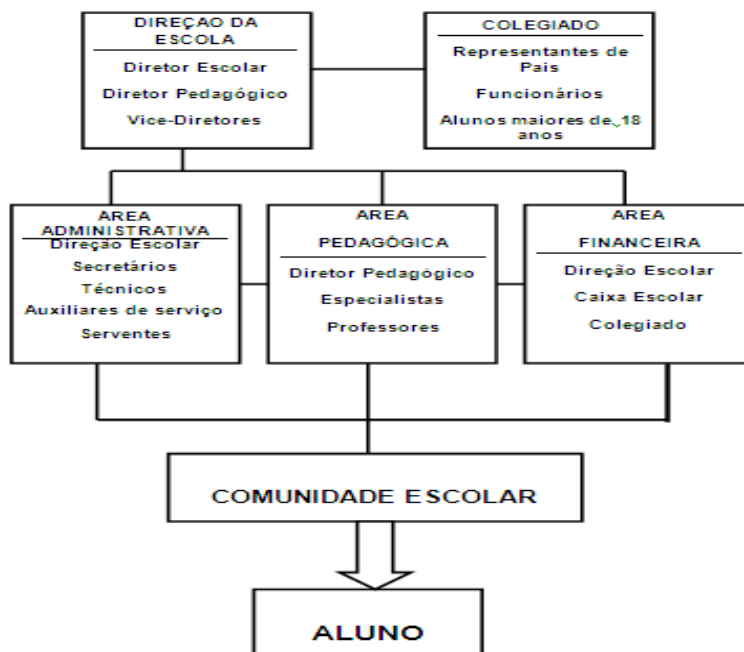 DIREÇAO DA
ESCOLA
Diretor Escolar
Diretor Pedagógico
Vice-Diretores
COLEGIADO
Representantes de
Pais
Funcionários
Alunos maiores de 18
anos
AREA
ADMINISTRATIVA
Direção Escolar
Secretários
Técnicos
Auxiliares de serviço
Serventes
AREA
PEDAGÓGICA
Diretor Pedagógico
Especialistas
Professores
AREA
FINANCEIRA
Direção Escolar
Caixa Escolar
Colegiado
COMUNIDADE ESCOLAR
ALUNO